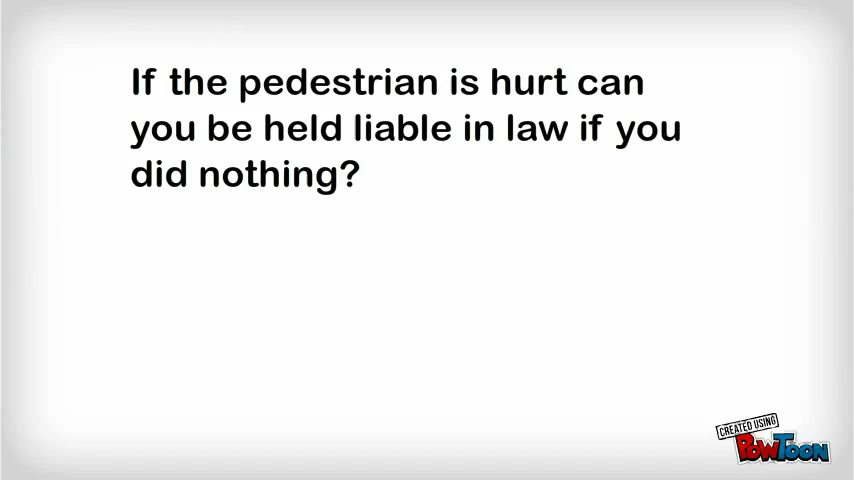 If the pedestrian is hurt can
you be held liable in law if you
did nothing?
CREATED USING
POWTOON